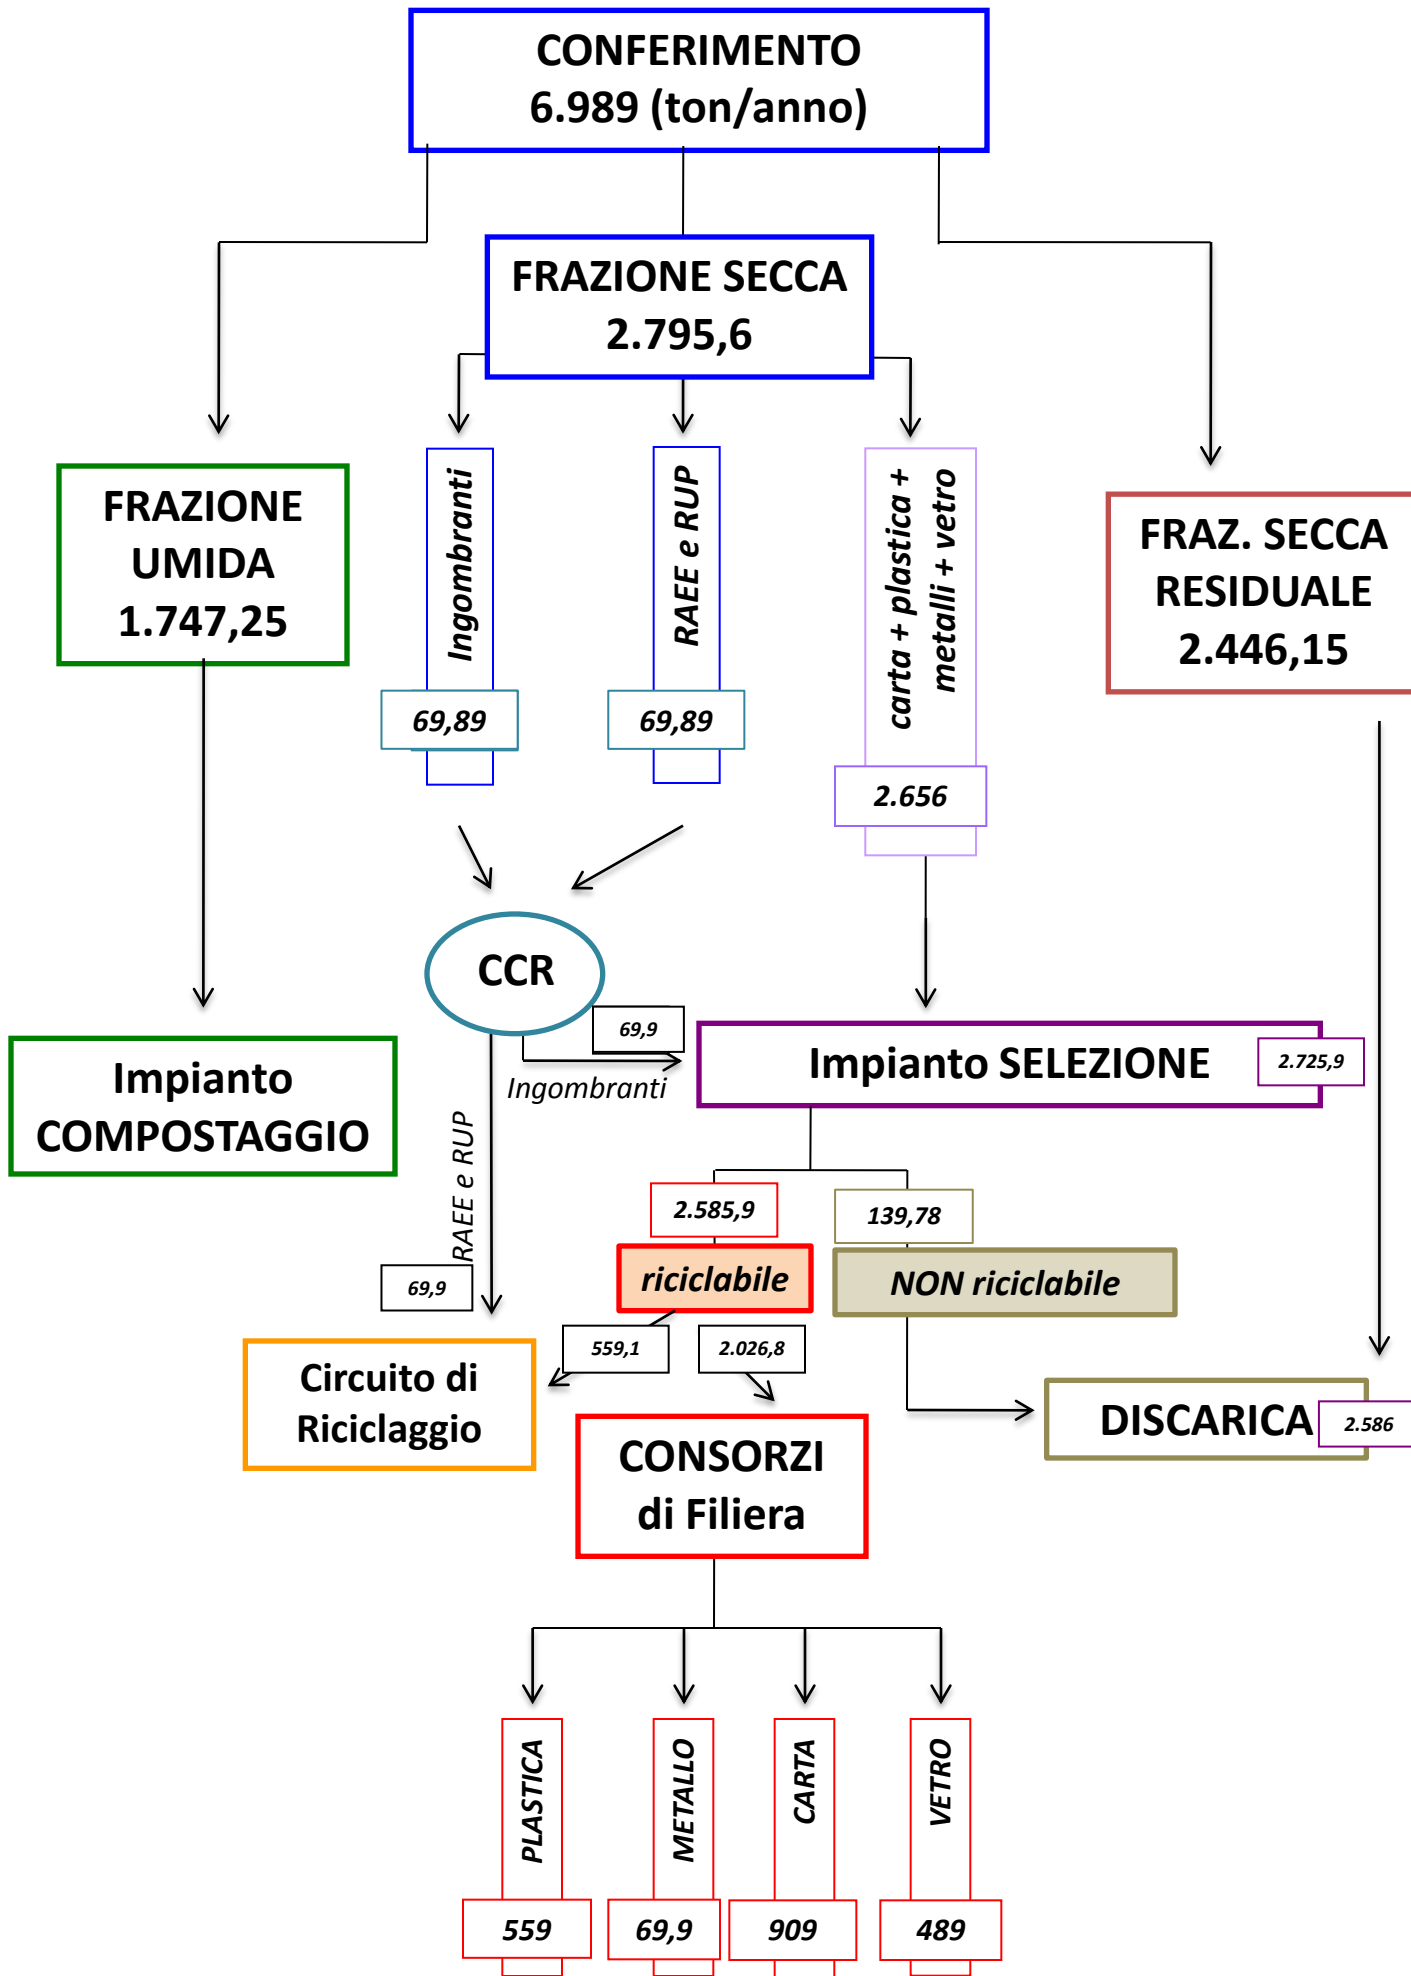 CONFERIMENTO
6.989 (ton/anno)
FRAZIONE SECCA
2.795,6
FRAZIONE
UMIDA
1.747,25
Ingombranti
69,89
RAEE e RUP
69,89
carta + plastica +
metalli + vetro
2.656
FRAZ. SECCA
RESIDUALE
2.446,15
CCR
69,9
Ingombranti
Impianto SELEZIONE
2.725,9
Impianto
COMPOSTAGGIO
RAEE e RUP
69,9
2.585,9
139,78
riciclabile
NON riciclabile
559,1
2.026,8
Circuito di
Riciclaggio
CONSORZI
di Filiera
DISCARICA
2.586
PLASTICA
METALLO
CARTA
VETRO
559
69,9
909
489